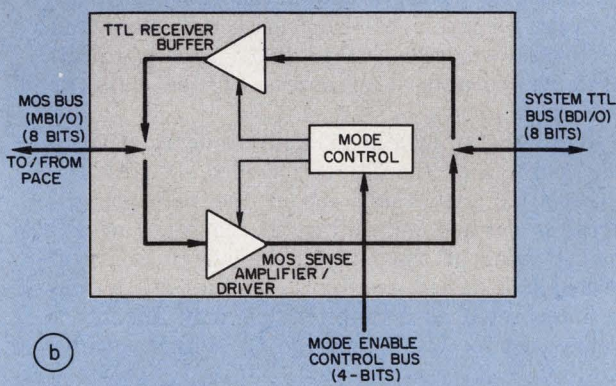 TTL RECEIVER
BUFFER
MOS BUS
(MBI/O)
(8 BITS)
TO/FROM
PACE
MODE
CONTROL
SYSTEM TTL
BUS (BDI/O)
(8 BITS)
MOS SENSE
AMPLIFIER/
DRIVER
MODE ENABLE
CONTROL BUS
(4-BITS)
b